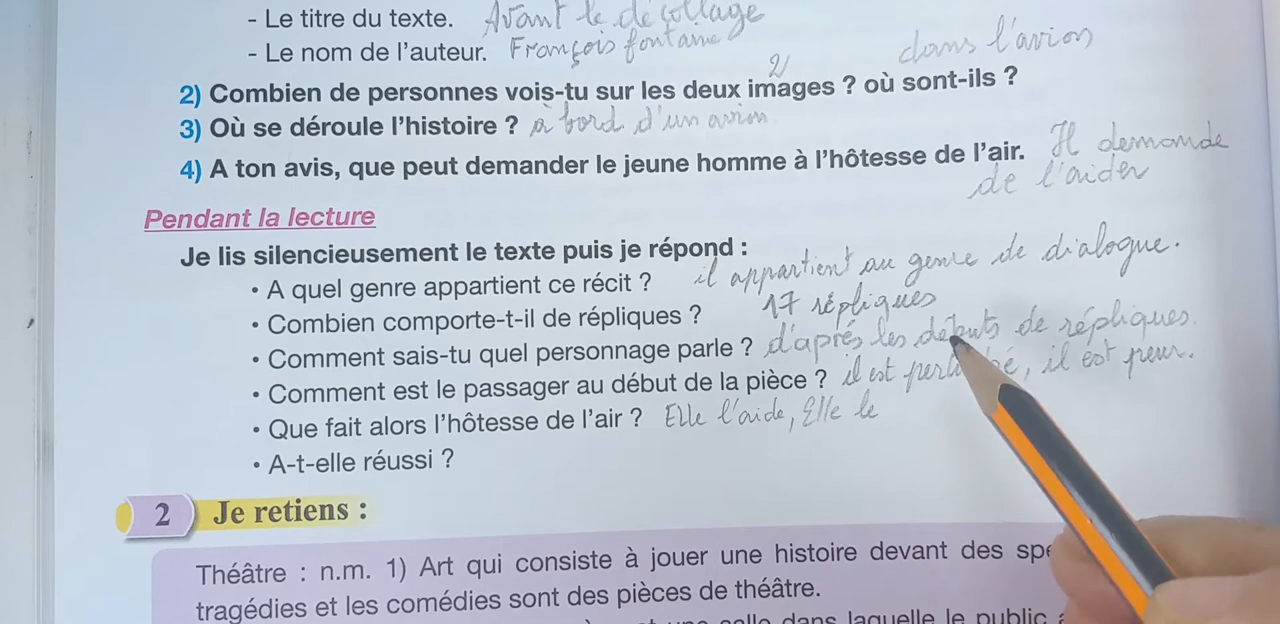 - Le titre du texte. Avant le décollage
- Le nom de l'auteur. François fontaine
dans l'avion
2) Combien de personnes vois-tu sur les deux images ? où sont-ils ?
2/
3) Où se déroule l'histoire ? à bord d'un avion
4) A ton avis, que peut demander le jeune homme à l'hôtesse de l'air. Il demande
de l'aider
Pendant la lecture
Je lis silencieusement le texte puis je répond :
• A quel genre appartient ce récit ? il appartient au genre de dialogue.
• Combien comporte-t-il de répliques ? 17 répliques
• Comment sais-tu quel personnage parle ? d'aprés les débuts de répliques.
• Comment est le passager au début de la pièce ? il est , il est peur.
• Que fait alors l'hôtesse de l'air ? Elle l'aide, Elle le
• A-t-elle réussi ?
2 Je retiens :
Théâtre : n.m. 1) Art qui consiste à jouer une histoire devant des spe
tragédies et les comédies sont des pièces de théâtre.
dans laquelle le public